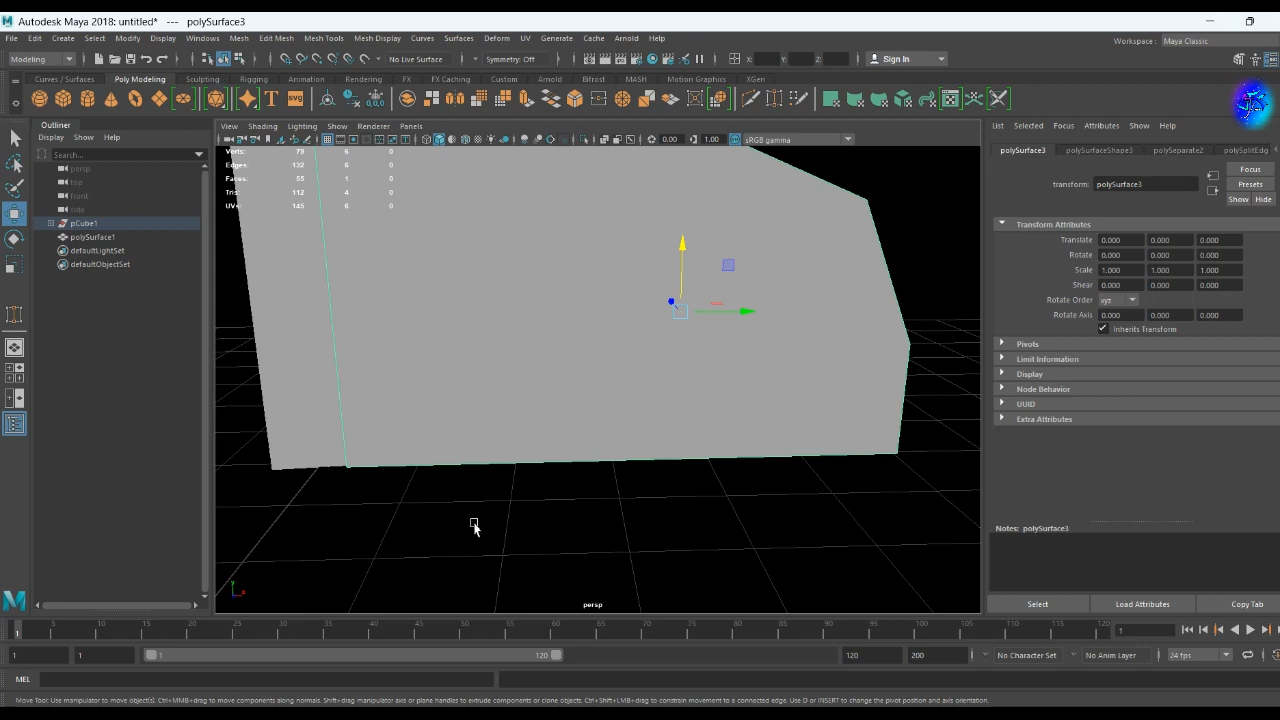 Autodesk Maya 2018: untitled* --- polySurface3
File Edit Create Select Modify Display Windows Mesh Edit Mesh Mesh Tools Mesh Display Curves Surfaces Deform UV Generate Cache Arnold Help
Workspace : Maya Classic
Modeling No Live Surface Symmetry: Off X: Y: Z: Sign In
Curves / Surfaces Poly Modeling Sculpting Rigging Animation Rendering FX FX Caching Custom Arnold Bifrost MASH Motion Graphics XGen
SVG
Outliner
Display Show Help
Search...
persp
top
front
side
pCube1
polySurface1
defaultLightSet
defaultObjectSet
View Shading Lighting Show Renderer Panels
0.00 1.00 sRGB gamma
Verts: 79 6 0
Edges: 132 6 0
Faces: 55 1 0
Tris: 112 4 0
UVs: 145 6 0
persp
List Selected Focus Attributes Show Help
polySurface3 polySurfaceShape3 polySeparate2 polySplitEdg
Focus
transform: polySurface3
Presets
Show Hide
Transform Attributes
Translate 0.000 0.000 0.000
Rotate 0.000 0.000 0.000
Scale 1.000 1.000 1.000
Shear 0.000 0.000 0.000
Rotate Order xyz
Rotate Axis 0.000 0.000 0.000
Inherits Transform
Pivots
Limit Information
Display
Node Behavior
UUID
Extra Attributes
Notes: polySurface3
Select Load Attributes Copy Tab
1 5 10 15 20 25 30 35 40 45 50 55 60 65 70 75 80 85 90 95 100 105 110 115 120 1
1 1 1 120 120 200 No Character Set No Anim Layer 24 fps
MEL
Move Tool: Use manipulator to move object(s). Ctrl+MMB+drag to move components along normals. Shift+drag manipulator axis or plane handles to extrude components or clone objects. Ctrl+Shift+LMB+drag to constrain movement to a connected edge. Use D or INSERT to change the pivot position and axis orientation.